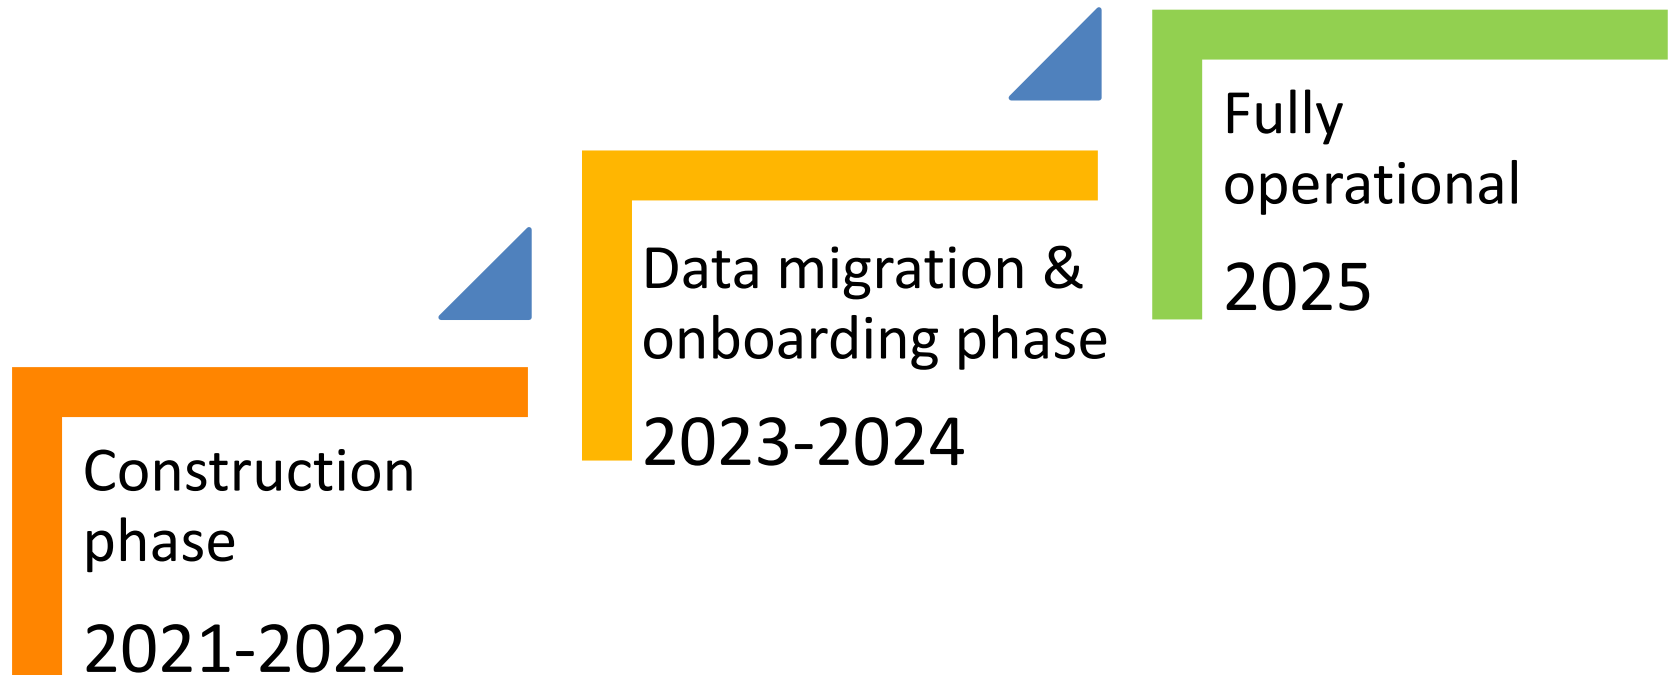 Construction
phase
2021-2022
Data migration &
onboarding phase
2023-2024
Fully
operational
2025